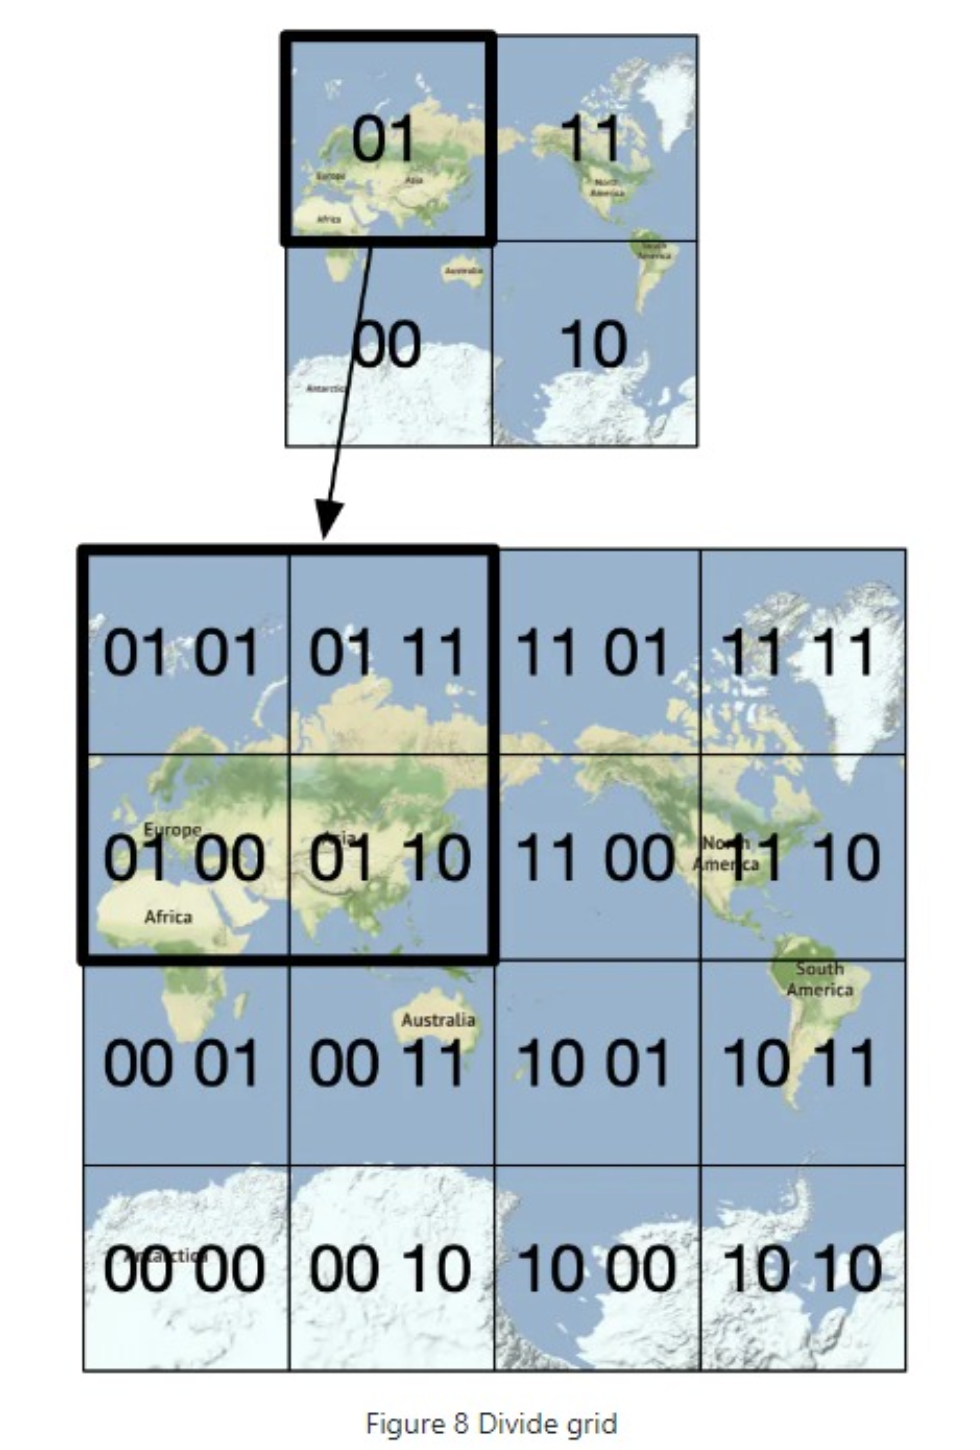 01 11
Europe Asia North
America
Africa
South
America
Australia
00 10
Antarctica
01 01 01 11 11 01 11 11
Europe Asia North
America
01 00 01 10 11 00 11 10
Africa
South
America
Australia
00 01 00 11 10 01 10 11
Antarctica
00 00 00 10 10 00 10 10
Figure 8 Divide grid